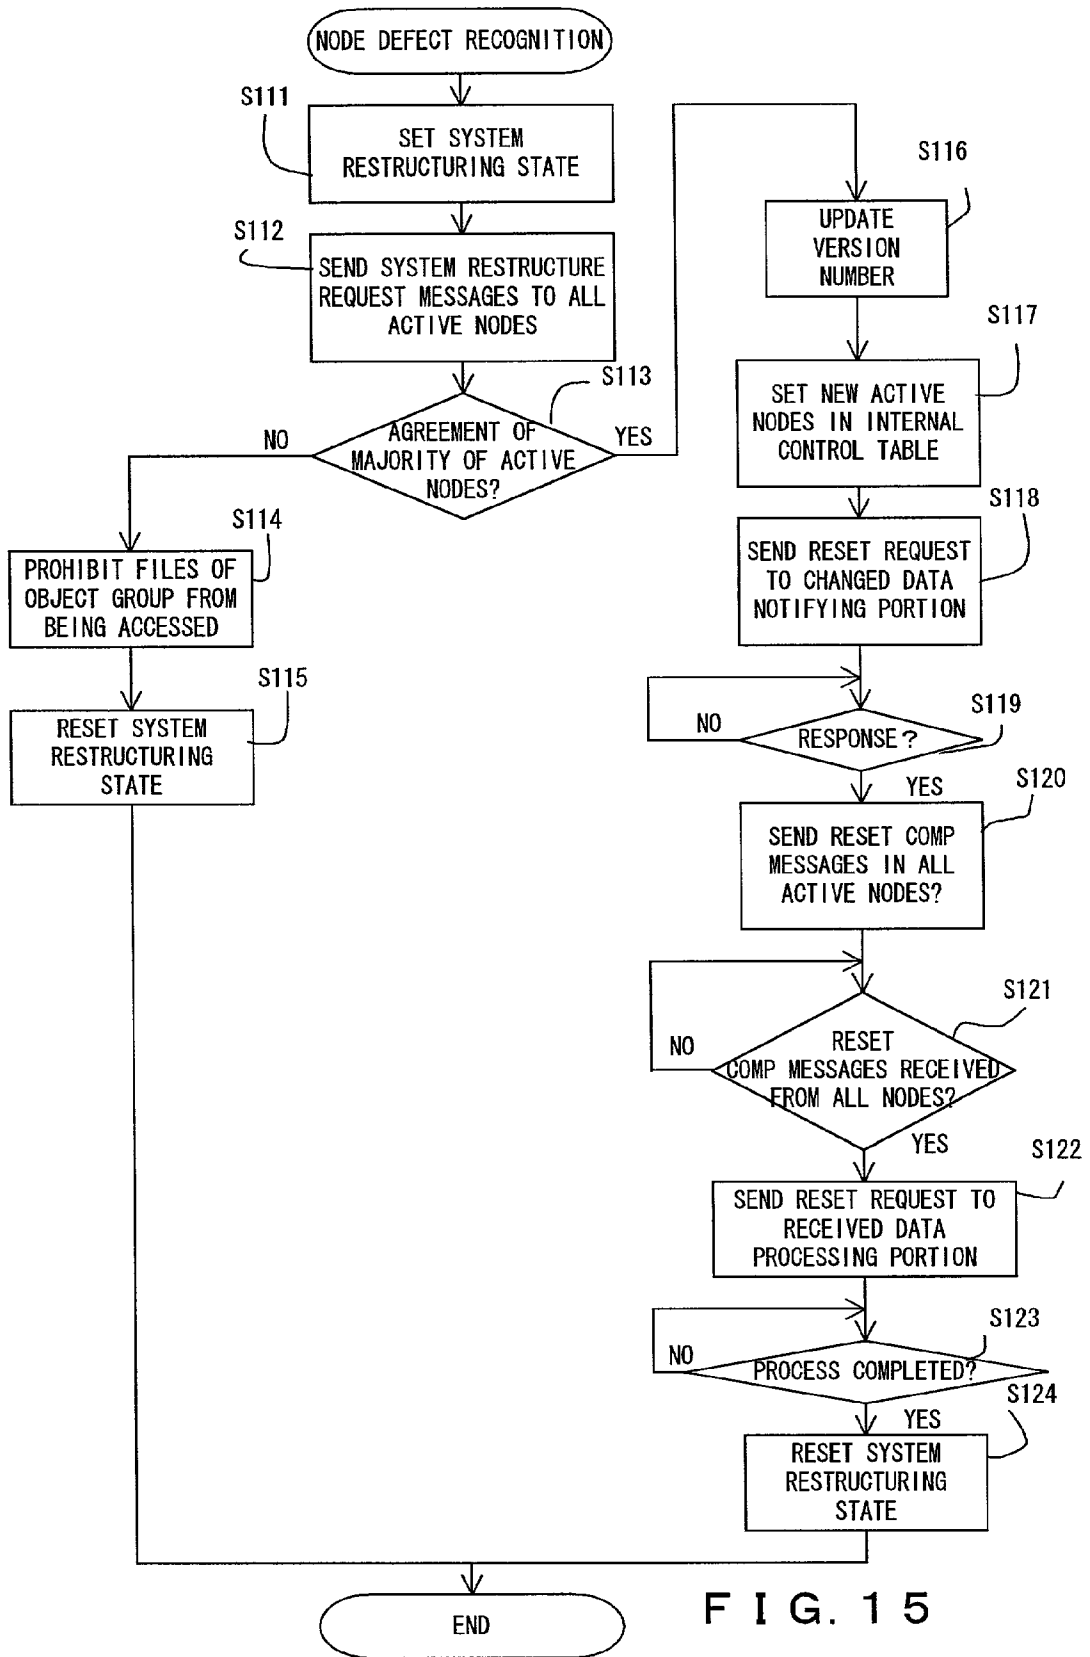 NODE DEFECT RECOGNITION
S111
SET SYSTEM
RESTRUCTURING STATE
S112
SEND SYSTEM RESTRUCTURE
REQUEST MESSAGES TO ALL
ACTIVE NODES
S113
AGREEMENT OF
MAJORITY OF ACTIVE
NODES?
NO
YES
S114
PROHIBIT FILES OF
OBJECT GROUP FROM
BEING ACCESSED
S115
RESET SYSTEM
RESTRUCTURING
STATE
S116
UPDATE
VERSION
NUMBER
S117
SET NEW ACTIVE
NODES IN INTERNAL
CONTROL TABLE
S118
SEND RESET REQUEST
TO CHANGED DATA
NOTIFYING PORTION
S119
RESPONSE?
NO
YES
S120
SEND RESET COMP
MESSAGES IN ALL
ACTIVE NODES?
S121
RESET
COMP MESSAGES RECEIVED
FROM ALL NODES?
NO
YES
S122
SEND RESET REQUEST TO
RECEIVED DATA
PROCESSING PORTION
S123
PROCESS COMPLETED?
NO
YES
S124
RESET SYSTEM
RESTRUCTURING
STATE
END
FIG. 15